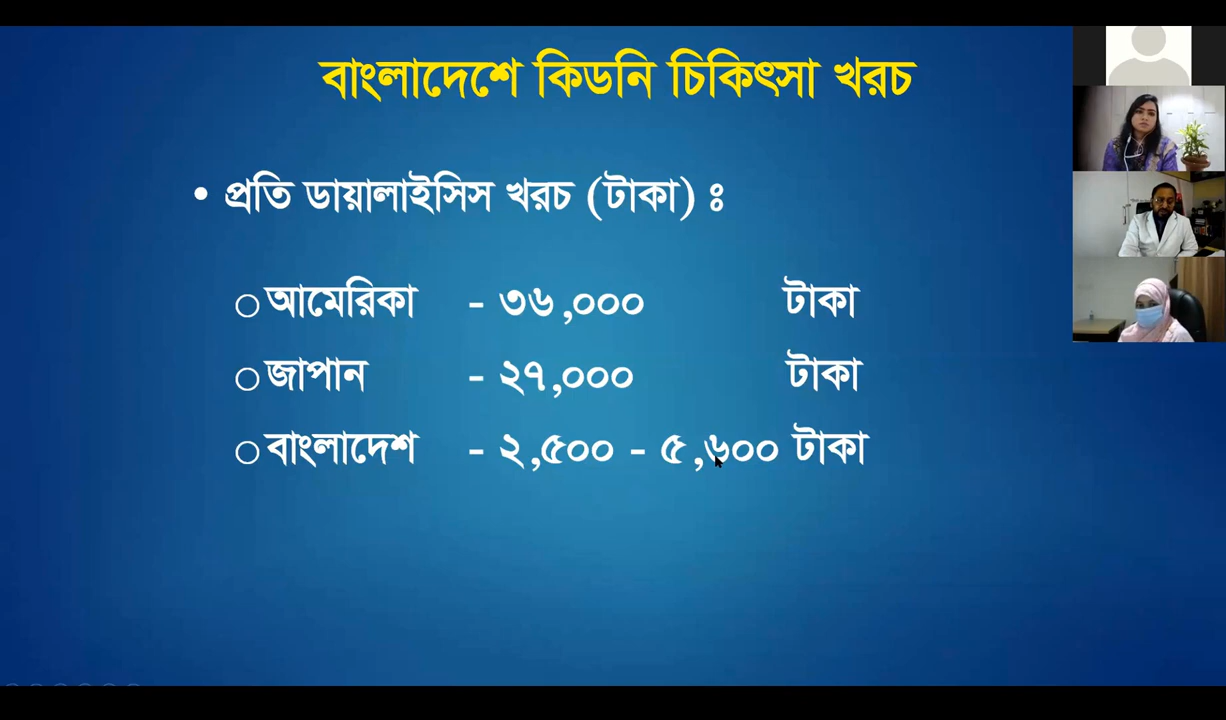 বাংলাদেশে কিডনি চিকিৎসা খরচ
• প্রতি ডায়ালাইসিস খরচ (টাকা) ঃ
○ আমেরিকা - ৩৬,০০০ টাকা
○ জাপান - ২৭,০০০ টাকা
○ বাংলাদেশ - ২,৫০০ - ৫,৬০০ টাকা